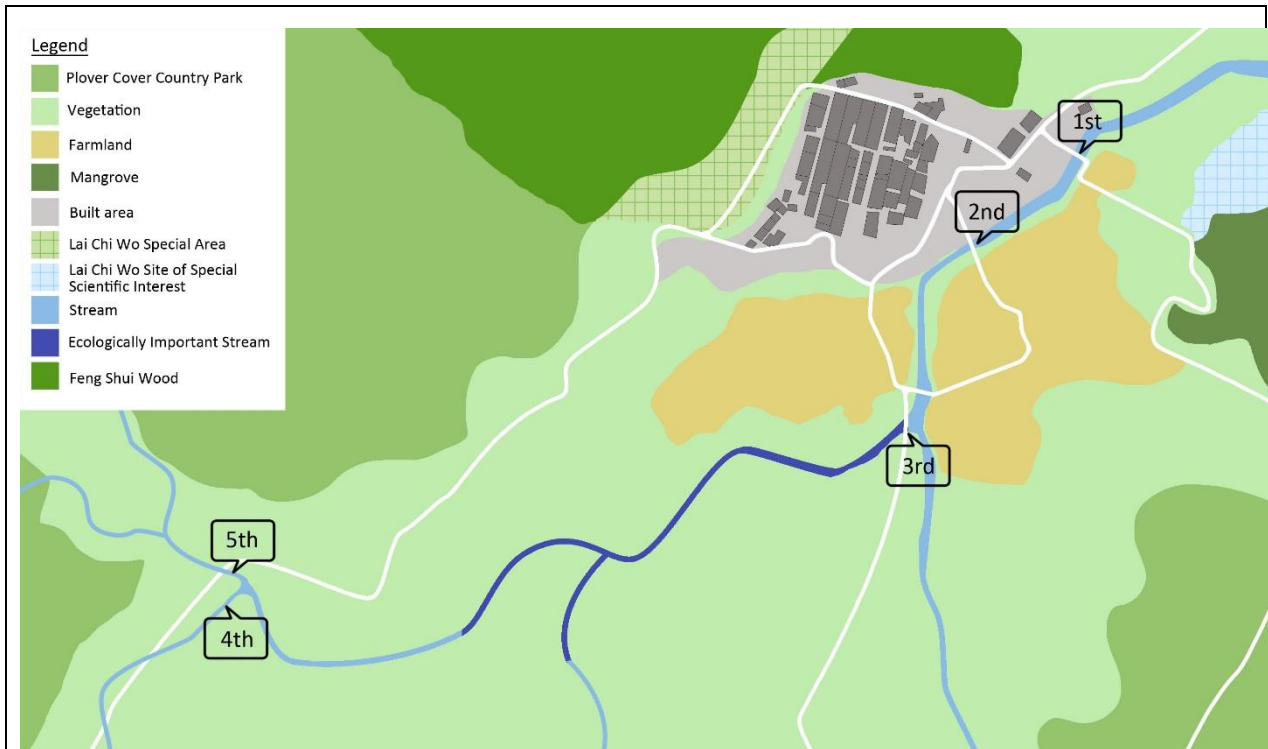 Legend
Plover Cover Country Park
Vegetation
Farmland
Mangrove
Built area
Lai Chi Wo Special Area
Lai Chi Wo Site of Special
Scientific Interest
Stream
Ecologically Important Stream
Feng Shui Wood
1st
2nd
3rd
5th
4th